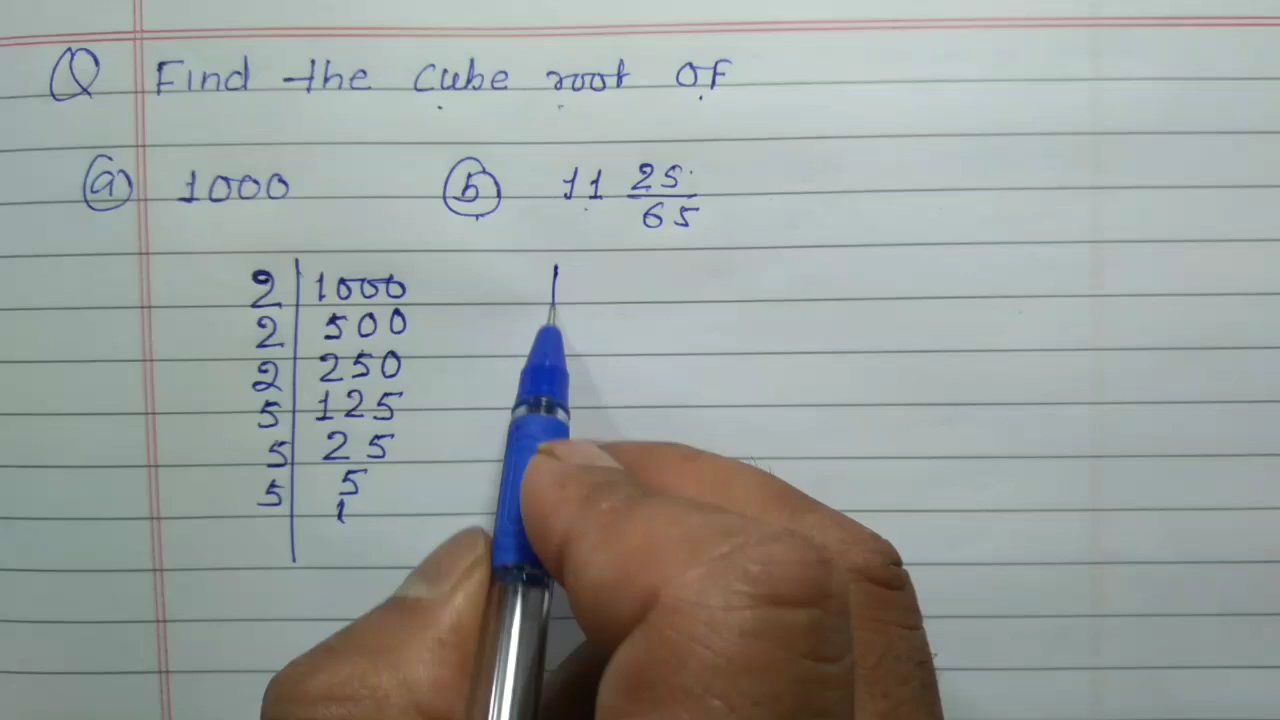 Q Find the cube root of
(a) 1000 (b) 11 25/65
2 | 1000
2 | 500
2 | 250
5 | 125
5 | 25
5 | 5
1